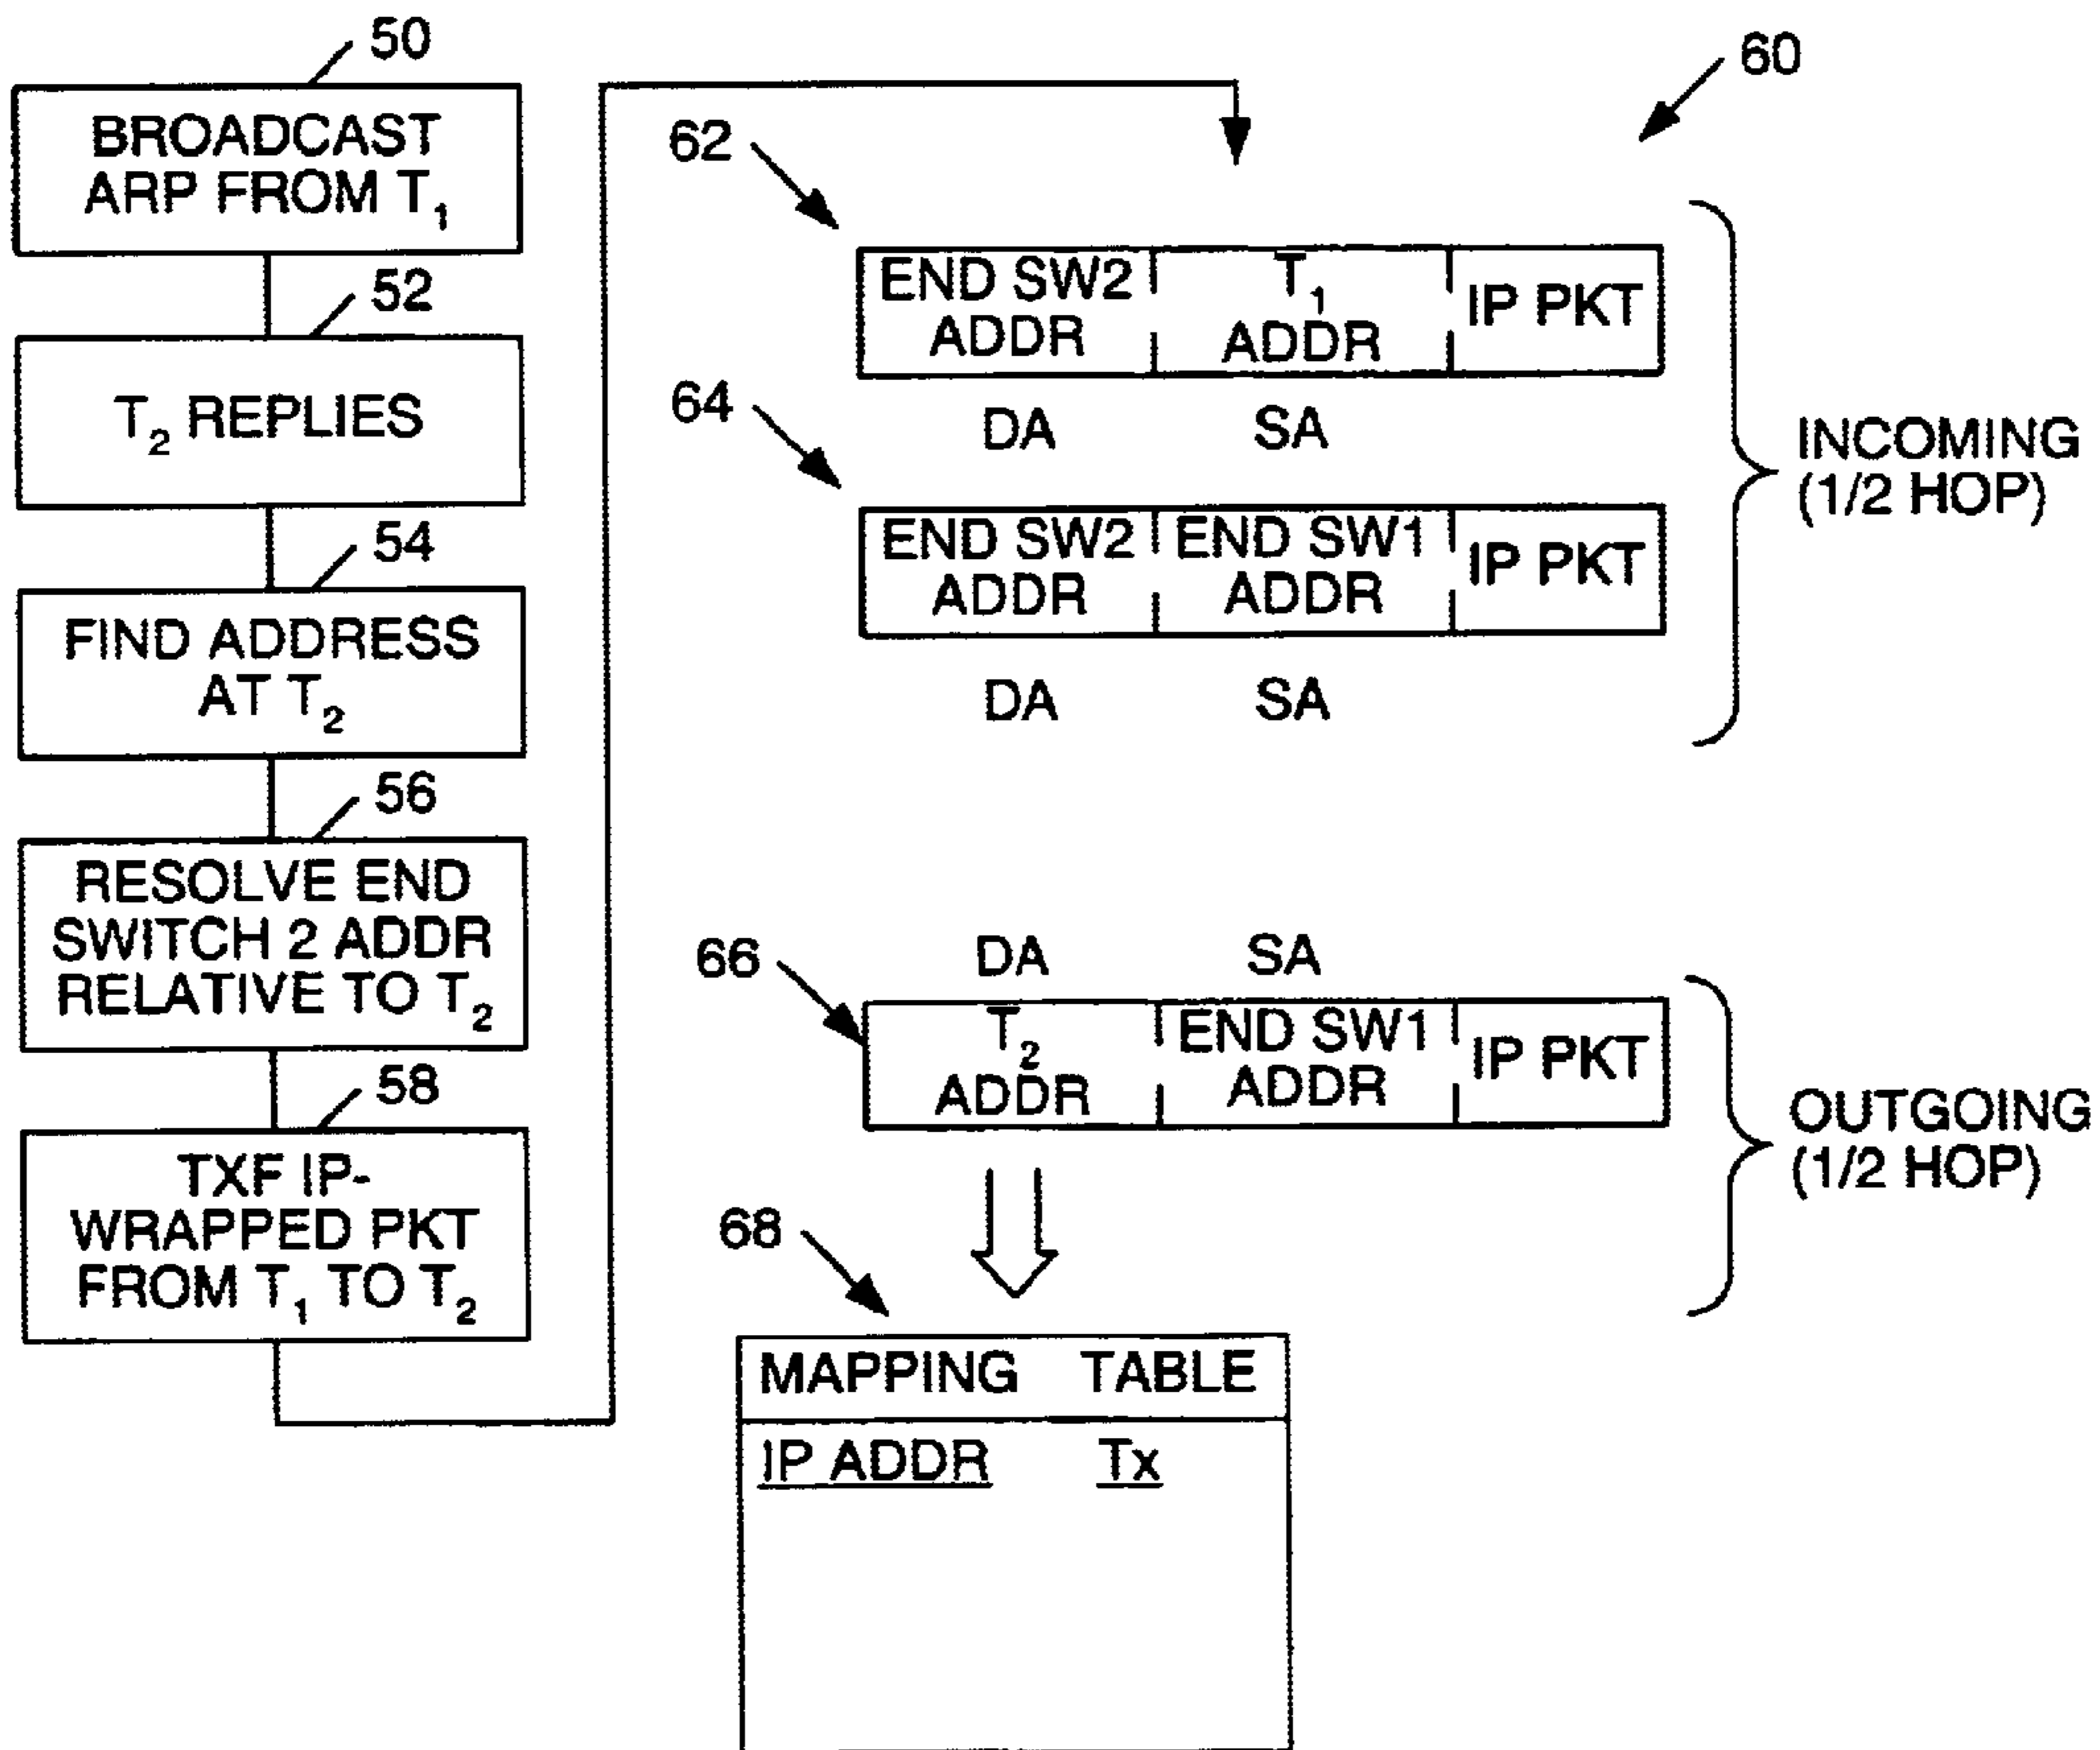 50
BROADCAST
ARP FROM T1
52
T2 REPLIES
54
FIND ADDRESS
AT T2
56
RESOLVE END
SWITCH 2 ADDR
RELATIVE TO T2
58
TXF IP-
WRAPPED PKT
FROM T1 TO T2
60
62
END SW2
ADDR
T1
ADDR
IP PKT
DA
SA
64
END SW2
ADDR
END SW1
ADDR
IP PKT
DA
SA
INCOMING
(1/2 HOP)
66
DA
SA
T2
ADDR
END SW1
ADDR
IP PKT
OUTGOING
(1/2 HOP)
68
MAPPING TABLE
IP ADDR
Tx